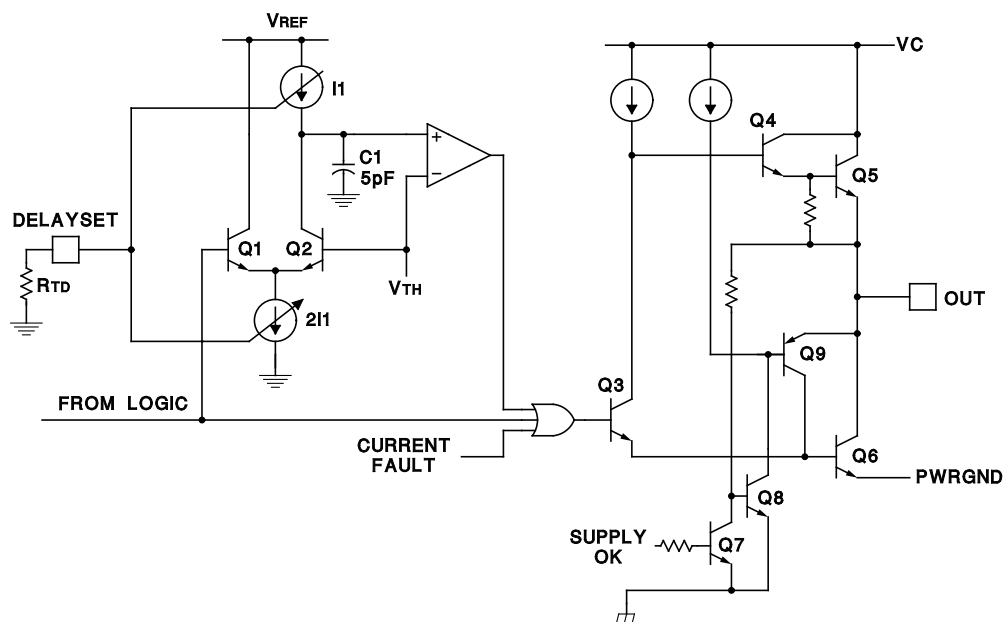 VREF
VC
I1
Q4
+
C1
5pF
−
Q5
DELAYSET
Q1
Q2
RTD
VTH
2I1
OUT
Q9
Q3
FROM LOGIC
CURRENT
FAULT
Q6
PWRGND
Q8
SUPPLY
OK
Q7